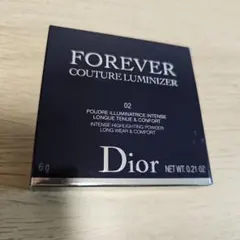 FOREVER
COUTURE LUMINIZER
02
POUDRE ILLUMINATRICE INTENSE
LONGUE TENUE & CONFORT
INTENSE HIGHLIGHTING POWDER
LONG WEAR & COMFORT
Dior
6 g
NET WT. 0.21 OZ